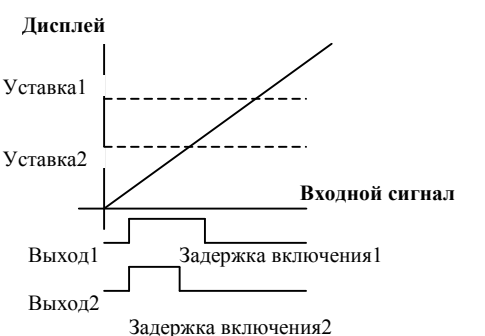 Дисплей
Уставка1
Уставка2
Входной сигнал
Выход1 Задержка включения1
Выход2
Задержка включения2